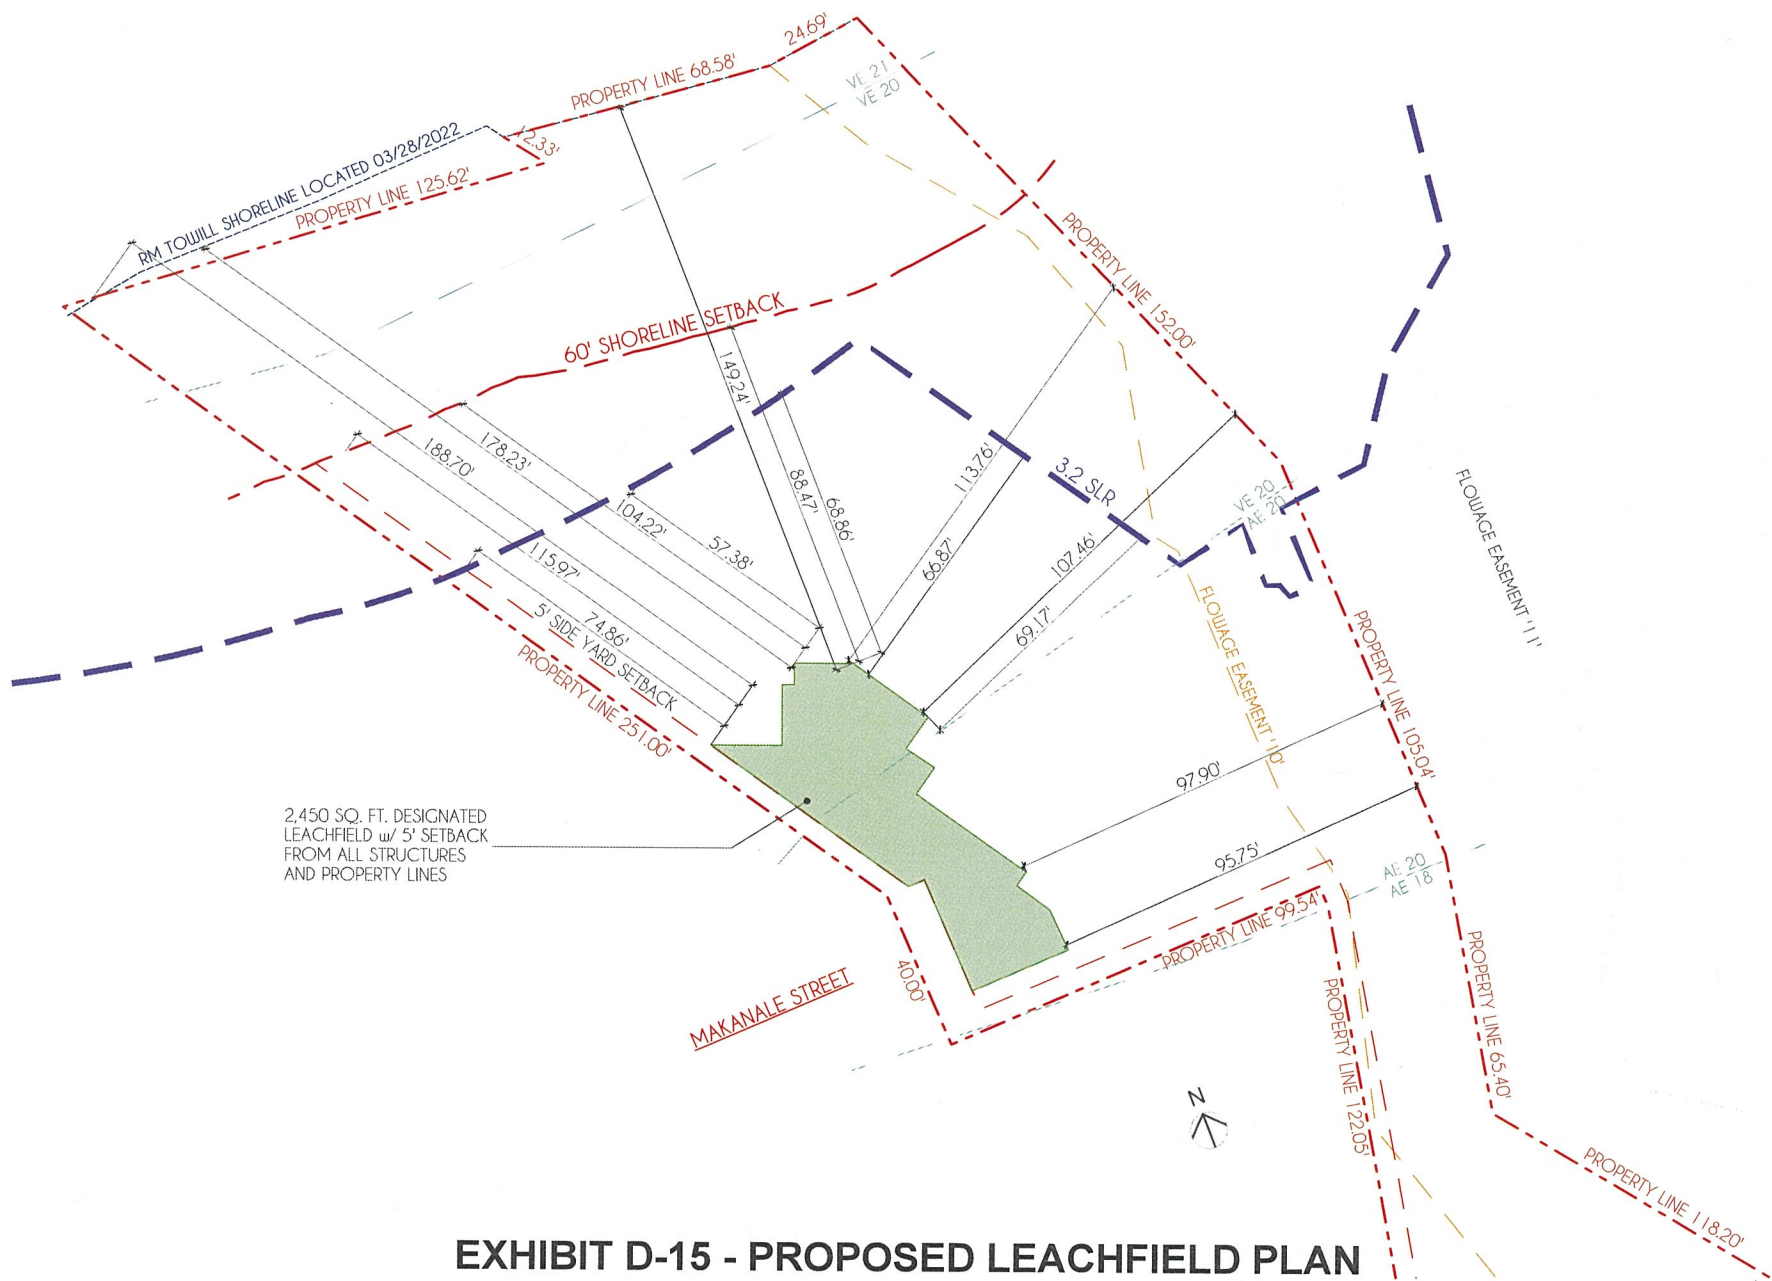 24.69'
PROPERTY LINE 68.58'
VE 21
VE 20
12.33'
RM TOWILL SHORELINE LOCATED 03/28/2022
PROPERTY LINE 125.62'
PROPERTY LINE 152.00'
60' SHORELINE SETBACK
149.24'
178.23'
188.70'
88.47'
68.86'
113.76'
3.2 SLR
VE 20
AE 20
FLOWAGE EASEMENT '11'
104.22'
57.38'
115.97'
66.87'
107.46'
74.86'
5' SIDE YARD SETBACK
69.17'
PROPERTY LINE 251.00'
FLOWAGE EASEMENT '10'
PROPERTY LINE 105.04'
97.90'
2,450 SQ. FT. DESIGNATED
LEACHFIELD w/ 5' SETBACK
FROM ALL STRUCTURES
AND PROPERTY LINES
95.75'
AE 20
AE 18
PROPERTY LINE 99.54'
40.00'
MAKANALE STREET
PROPERTY LINE 65.40'
PROPERTY LINE 122.05'
N
PROPERTY LINE 118.20'
EXHIBIT D-15 - PROPOSED LEACHFIELD PLAN